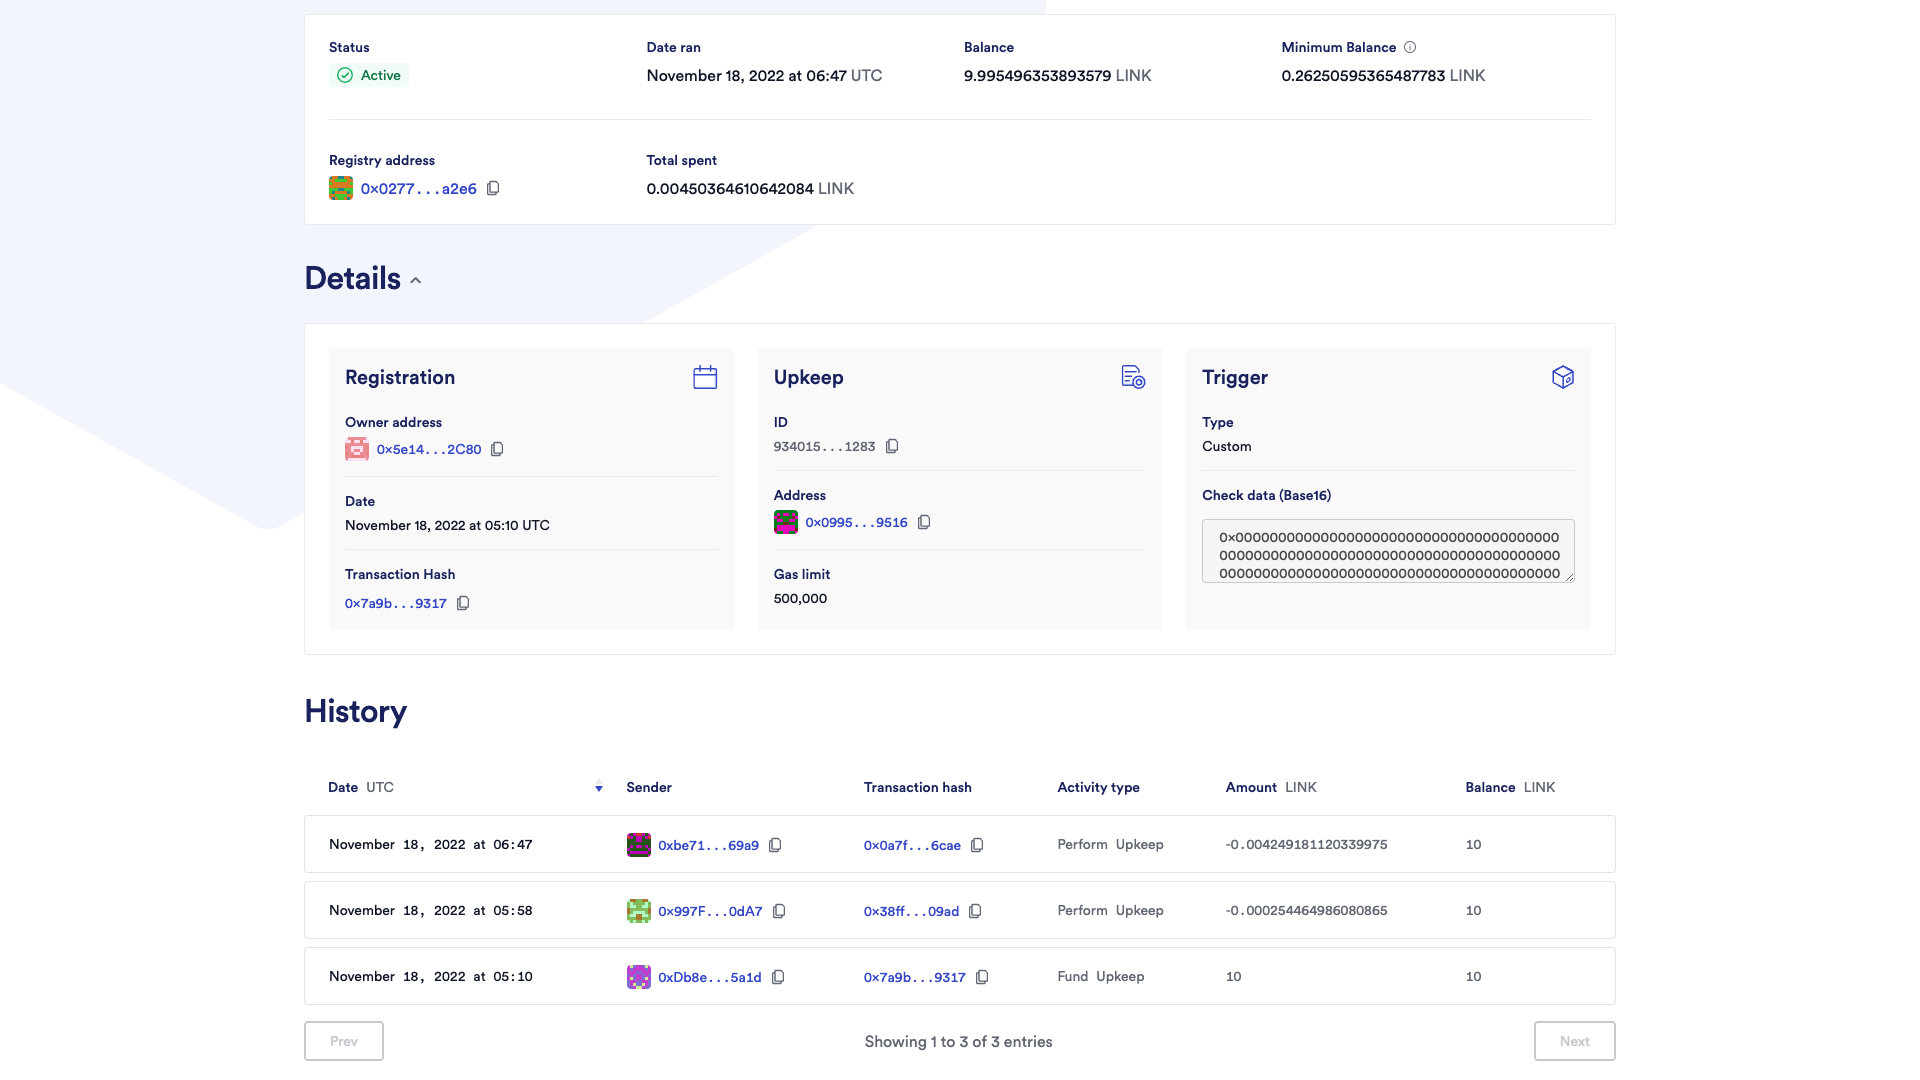 Status
Date ran
Balance
Minimum Balance
Active
November 18, 2022 at 06:47 UTC
9.995496353893579 LINK
0.26250595365487783 LINK
Registry address
Total spent
0x0277...a2e6
0.00450364610642084 LINK
Details
Registration
Owner address
0x5e14...2C80
Date
November 18, 2022 at 05:10 UTC
Transaction Hash
0x7a9b...9317
Upkeep
ID
934015...1283
Address
0x0995...9516
Gas limit
500,000
Trigger
Type
Custom
Check data (Base16)
0x0000000000000000000000000000000000000000
00000000000000000000000000000000000000000
00000000000000000000000000000000000000000
History
Date UTC
Sender
Transaction hash
Activity type
Amount LINK
Balance LINK
November 18, 2022 at 06:47 0xbe71...69a9 0x0a7f...6cae Perform Upkeep -0.004249181120339975 10
November 18, 2022 at 05:58 0x997F...0dA7 0x38ff...09ad Perform Upkeep -0.000254464986080865 10
November 18, 2022 at 05:10 0xDb8e...5a1d 0x7a9b...9317 Fund Upkeep 10 10
Prev
Showing 1 to 3 of 3 entries
Next